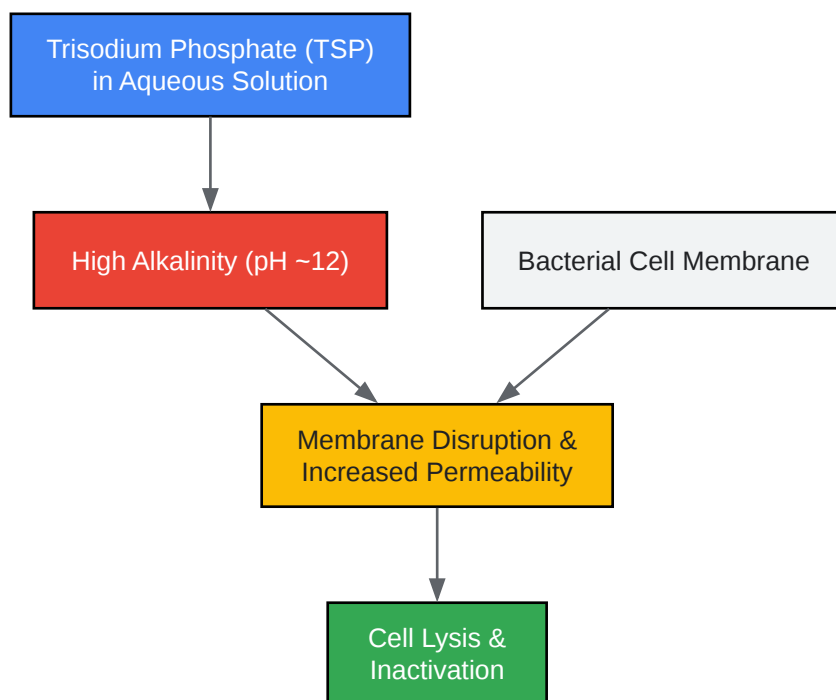 Trisodium Phosphate (TSP)
in Aqueous Solution
High Alkalinity (pH ~12)
Bacterial Cell Membrane
Membrane Disruption &
Increased Permeability
Cell Lysis &
Inactivation